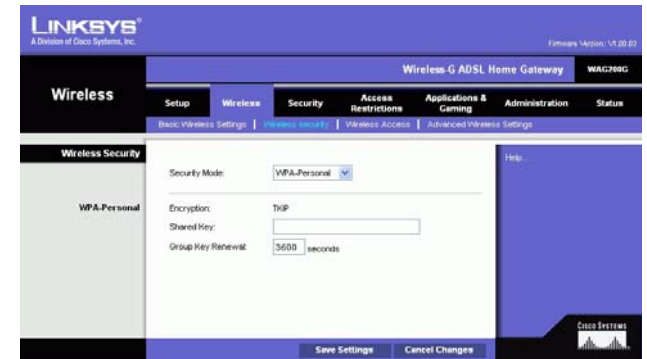 LINKSYS®
A Division of Cisco Systems, Inc.
Firmware Version: V1.00.03
Wireless-G ADSL Home Gateway WAG200G
Wireless
Setup Wireless Security Access Restrictions Applications & Gaming Administration Status
Basic Wireless Settings | Wireless Security | Wireless Access | Advanced Wireless Settings
Wireless Security
Help...
Security Mode: WPA-Personal
WPA-Personal
Encryption: TKIP
Shared Key:
Group Key Renewal: 3600 seconds
CISCO SYSTEMS
Save Settings Cancel Changes